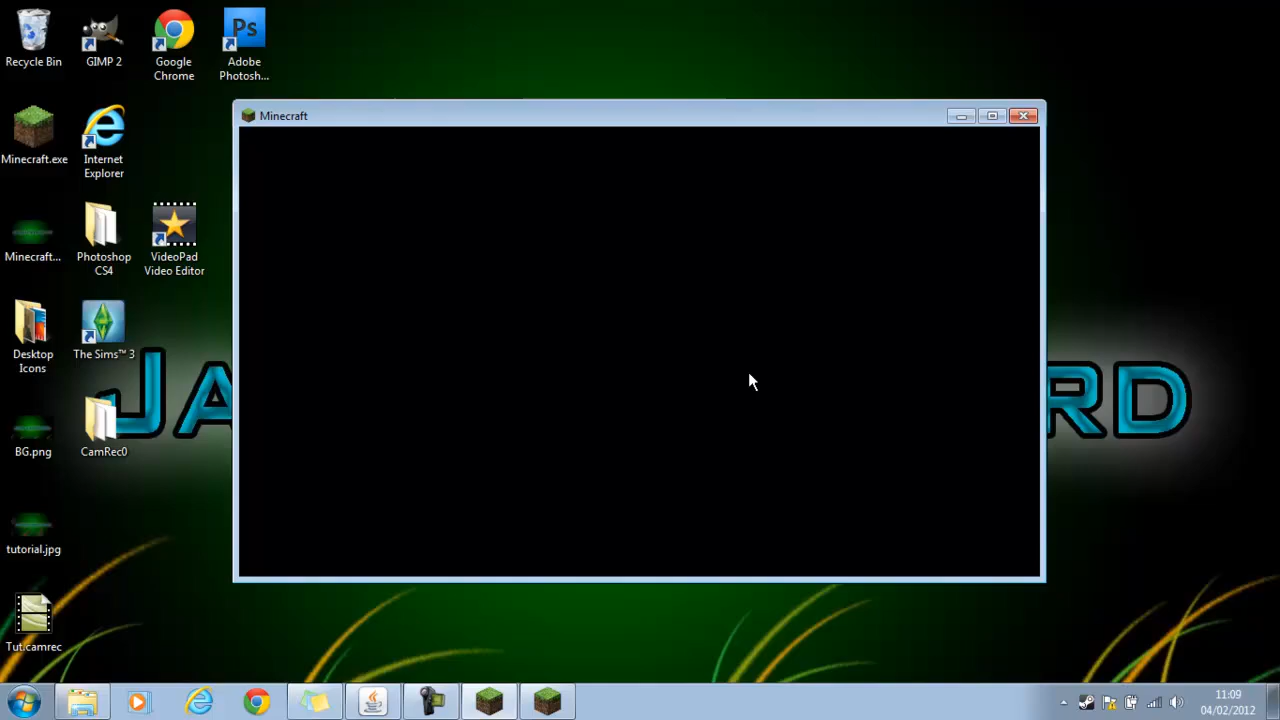 Recycle Bin
GIMP 2
Google
Chrome
Adobe
Photosh...
Ps
Minecraft
Minecraft.exe
Internet
Explorer
Minecraft...
Photoshop
CS4
VideoPad
Video Editor
Desktop
Icons
The Sims™ 3
BG.png
CamRec0
tutorial.jpg
Tut.camrec
11:09
04/02/2012